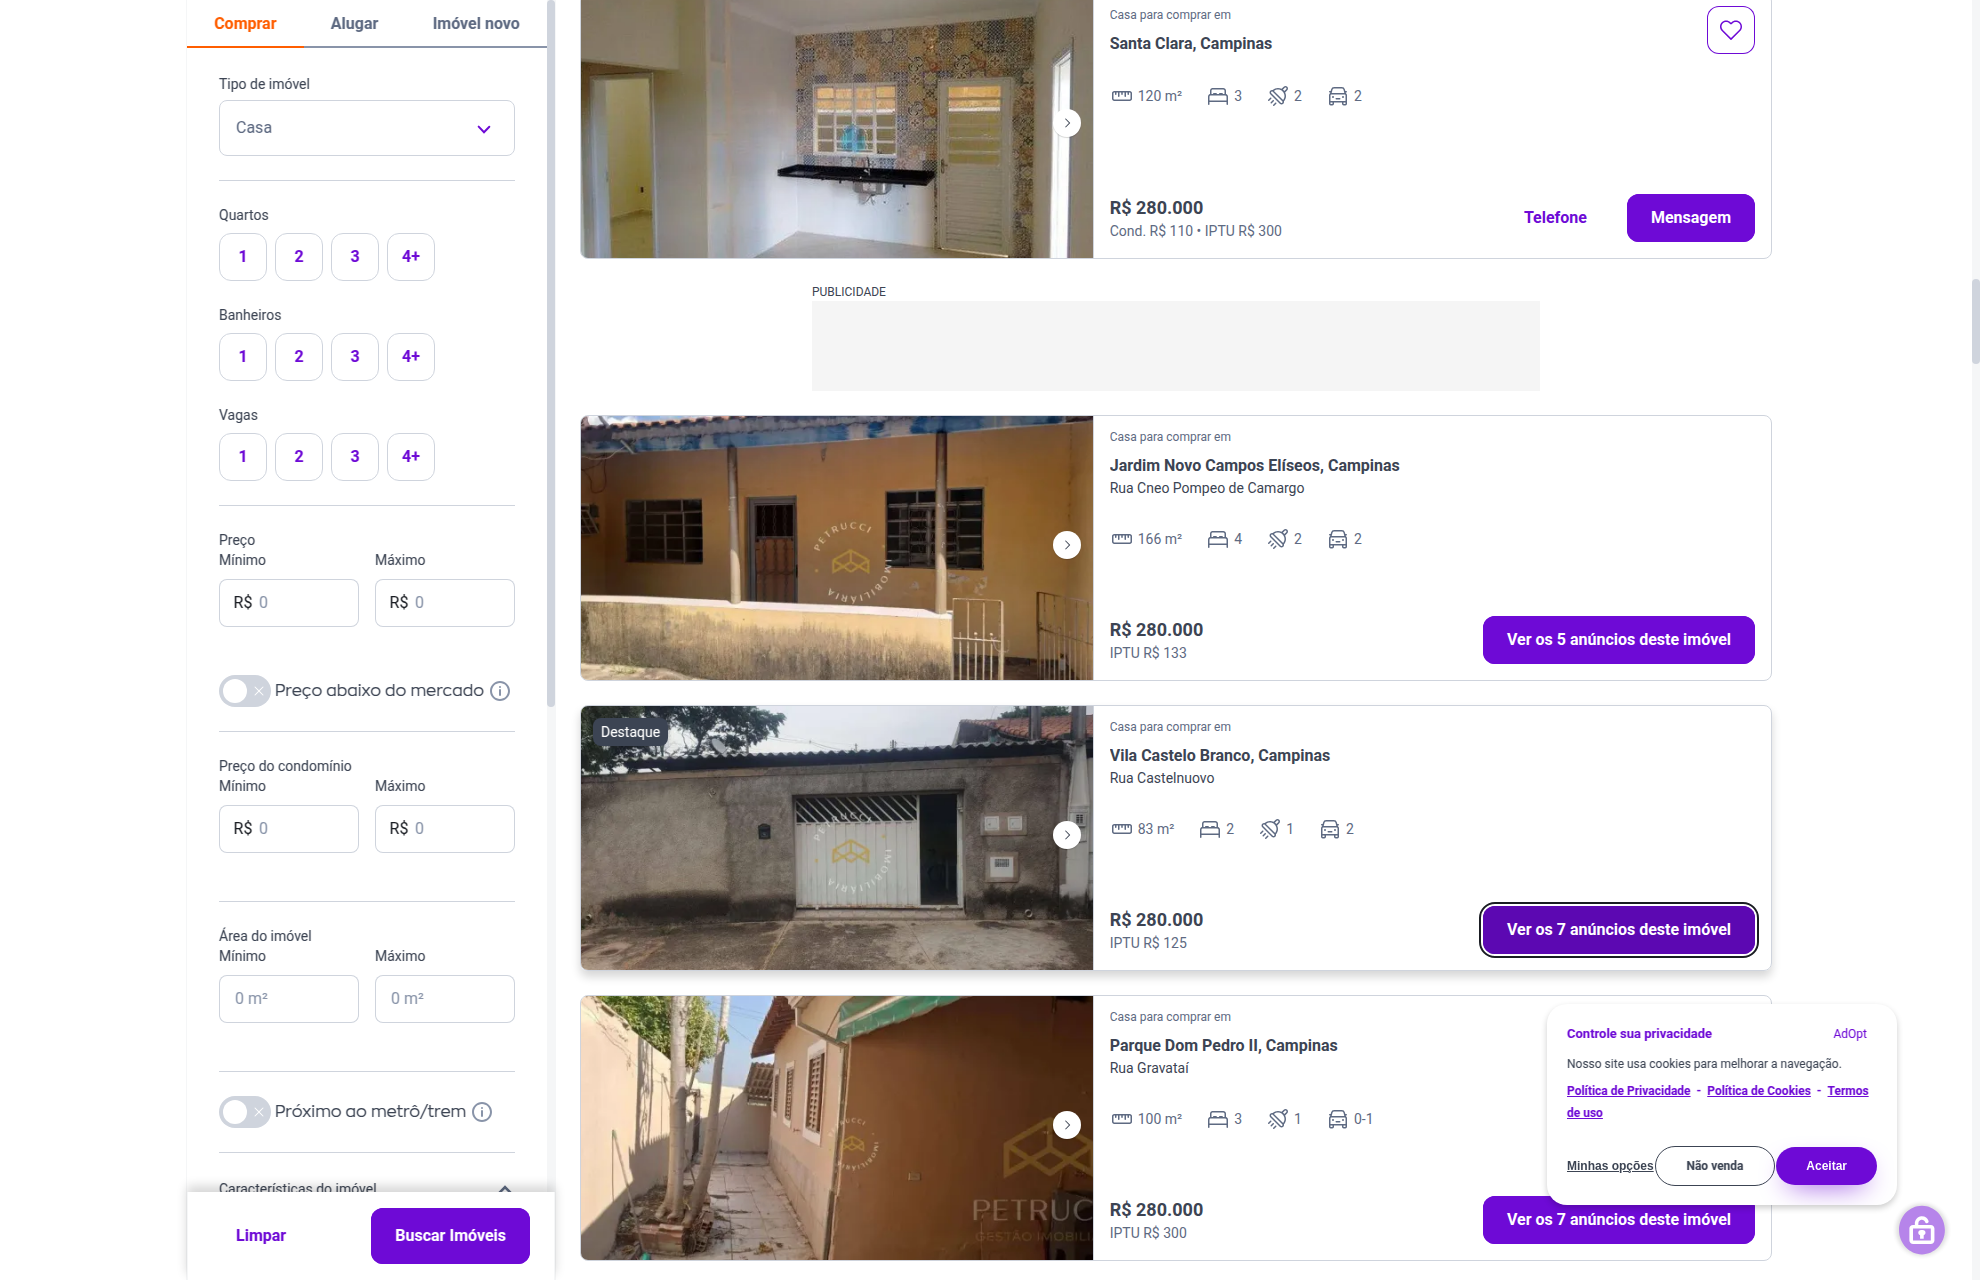 Comprar
Alugar
Imóvel novo
Tipo de imóvel
Casa
Quartos
1
2
3
4+
Banheiros
1
2
3
4+
Vagas
1
2
3
4+
Preço
Mínimo
Máximo
R$ 0
R$ 0
Preço abaixo do mercado
Preço do condomínio
Mínimo
Máximo
R$ 0
R$ 0
Área do imóvel
Mínimo
Máximo
0 m²
0 m²
Próximo ao metrô/trem
Características do imóvel
Limpar
Buscar Imóveis
Casa para comprar em
Santa Clara, Campinas
120 m²
3
2
2
R$ 280.000
Cond. R$ 110 • IPTU R$ 300
Telefone
Mensagem
PUBLICIDADE
PETRUCCI
IMOBILIÁRIA
Casa para comprar em
Jardim Novo Campos Elíseos, Campinas
Rua Cneo Pompeo de Camargo
166 m²
4
2
2
R$ 280.000
IPTU R$ 133
Ver os 5 anúncios deste imóvel
Destaque
PETRUCCI
IMOBILIÁRIA
Casa para comprar em
Vila Castelo Branco, Campinas
Rua Castelnuovo
83 m²
2
1
2
R$ 280.000
IPTU R$ 125
Ver os 7 anúncios deste imóvel
PETRUC
GESTÃO IMOBILI
Casa para comprar em
Parque Dom Pedro II, Campinas
Rua Gravataí
100 m²
3
1
0-1
R$ 280.000
IPTU R$ 300
Ver os 7 anúncios deste imóvel
Controle sua privacidade
AdOpt
Nosso site usa cookies para melhorar a navegação.
Política de Privacidade - Política de Cookies - Termos
de uso
Minhas opções
Não venda
Aceitar